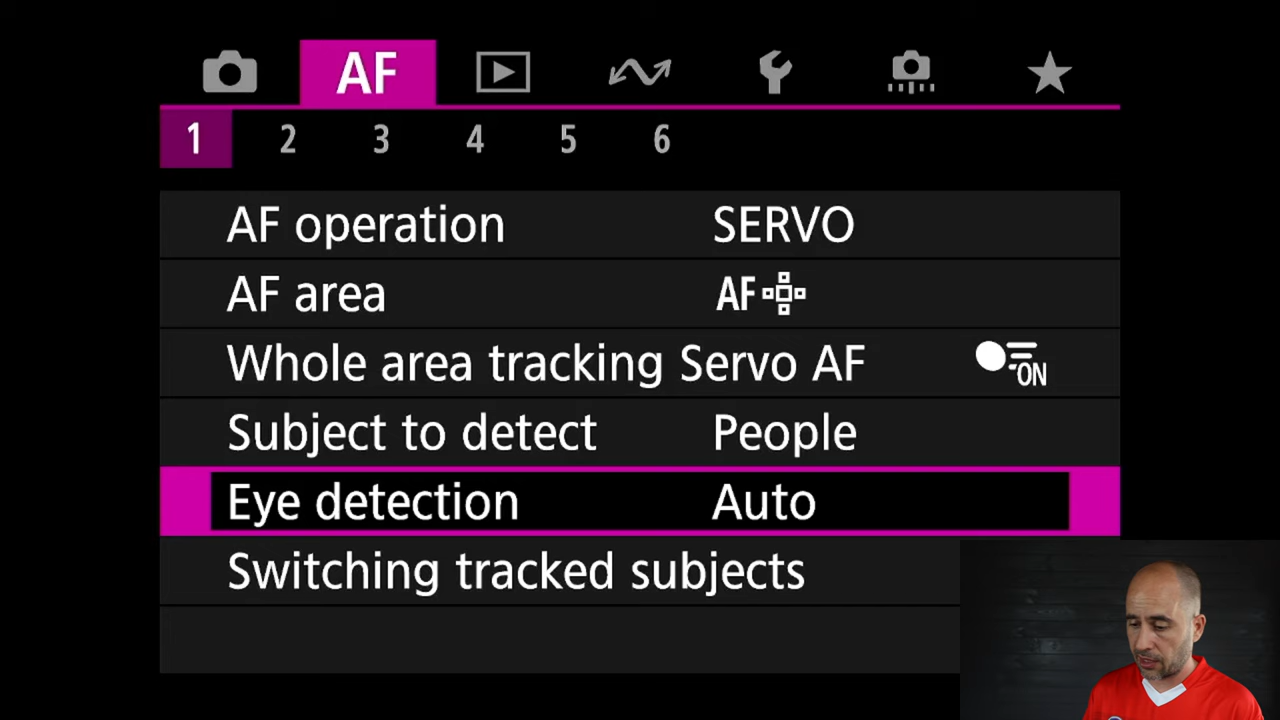 AF
1 2 3 4 5 6
AF operation SERVO
AF area AF
Whole area tracking Servo AF ON
Subject to detect People
Eye detection Auto
Switching tracked subjects